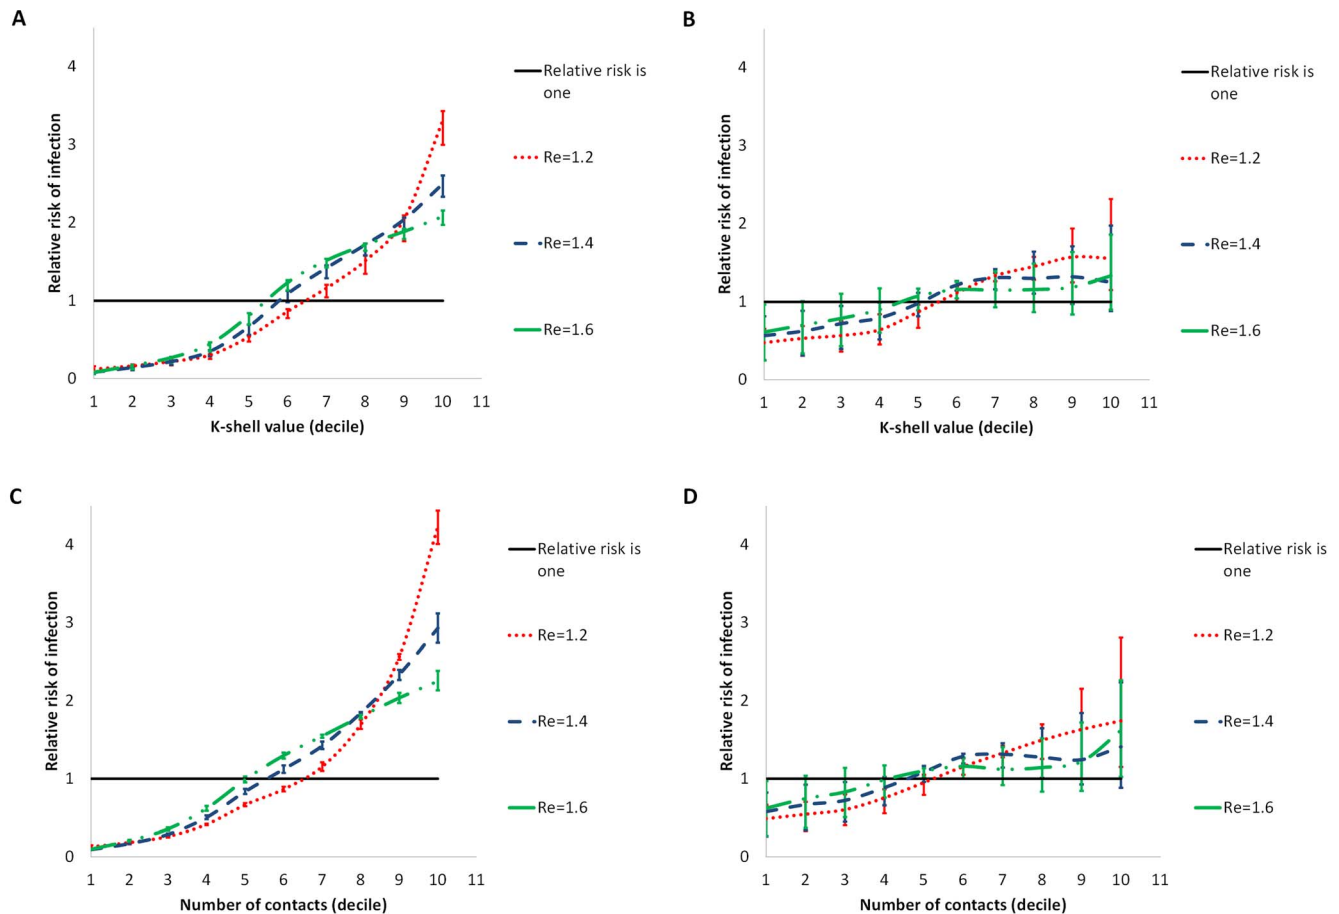 A
4
3
2
1
0
1 2 3 4 5 6 7 8 9 10 11
K-shell value (decile)
Relative risk of infection
Relative risk is
one
Re=1.2
Re=1.4
Re=1.6
B
4
3
2
1
0
1 2 3 4 5 6 7 8 9 10 11
K-shell value (decile)
Relative risk of infection
Relative risk is
one
Re=1.2
Re=1.4
Re=1.6
C
4
3
2
1
0
1 2 3 4 5 6 7 8 9 10 11
Number of contacts (decile)
Relative risk of infection
Relative risk is
one
Re=1.2
Re=1.4
Re=1.6
D
4
3
2
1
0
1 2 3 4 5 6 7 8 9 10 11
Number of contacts (decile)
Relative risk of infection
Relative risk is
one
Re=1.2
Re=1.4
Re=1.6